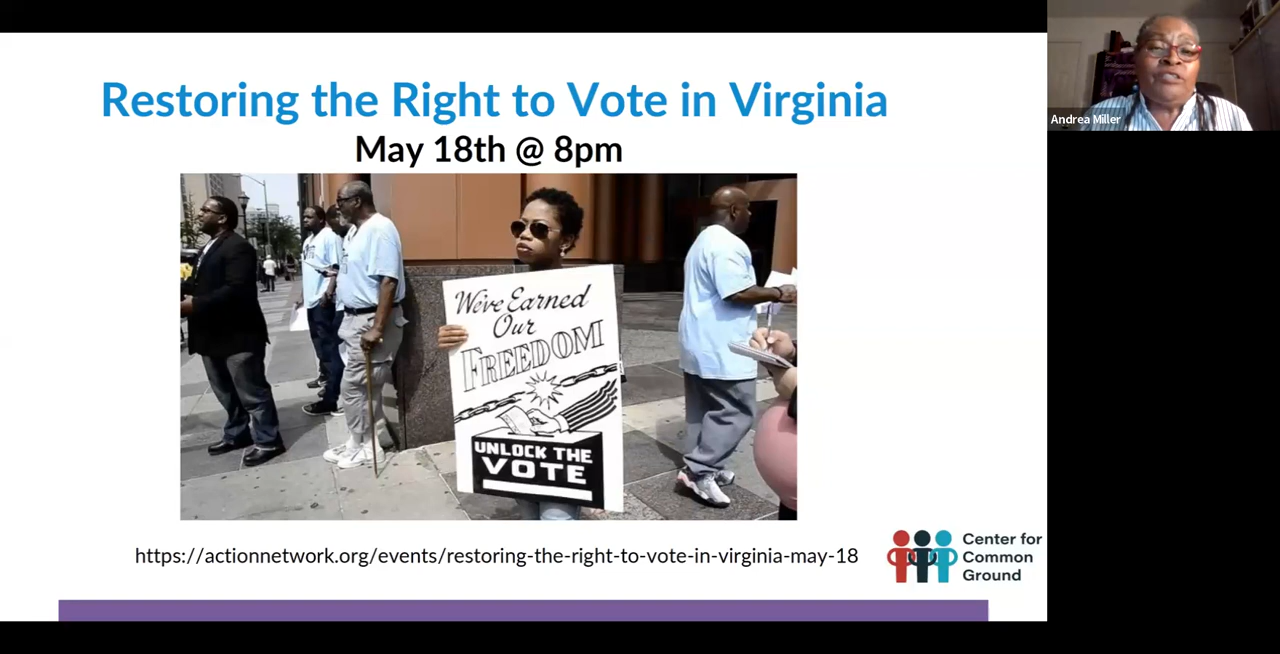 Restoring the Right to Vote in Virginia
May 18th @ 8pm
We've Earned
Our
FREEDOM
UNLOCK THE
VOTE
https://actionnetwork.org/events/restoring-the-right-to-vote-in-virginia-may-18
Center for
Common
Ground
Andrea Miller